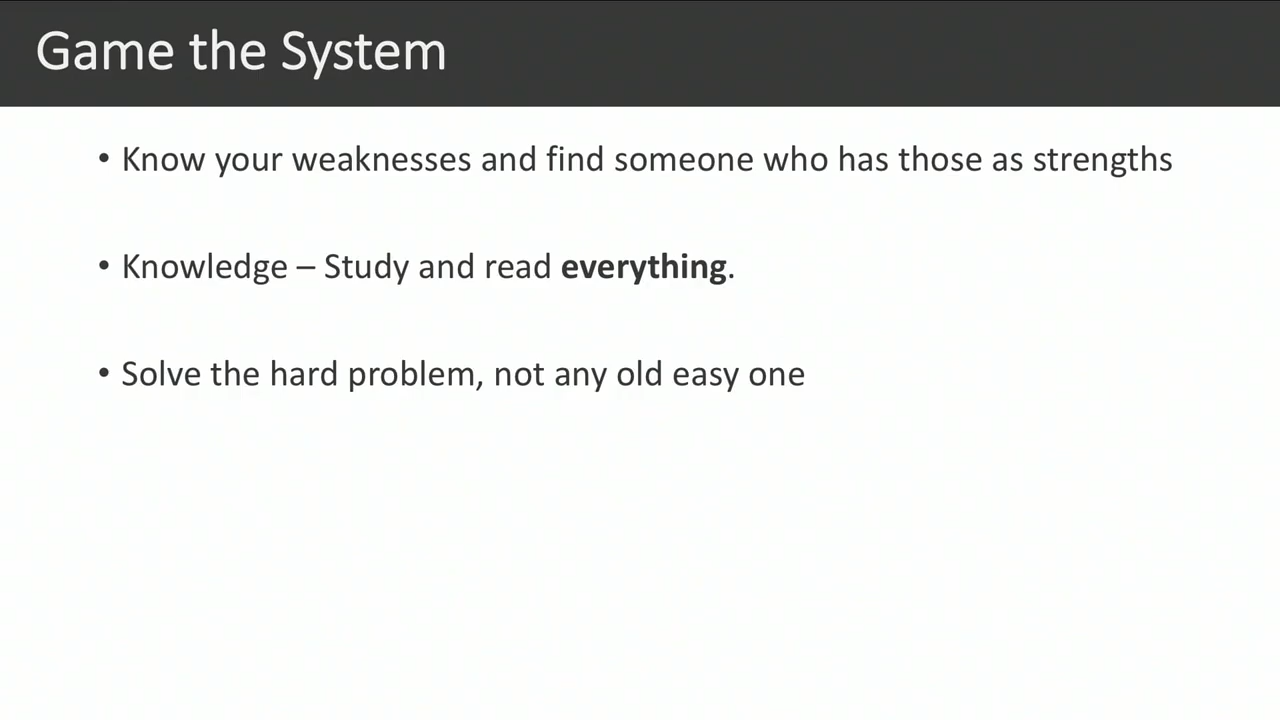 Game the System
• Know your weaknesses and find someone who has those as strengths
• Knowledge – Study and read everything.
• Solve the hard problem, not any old easy one